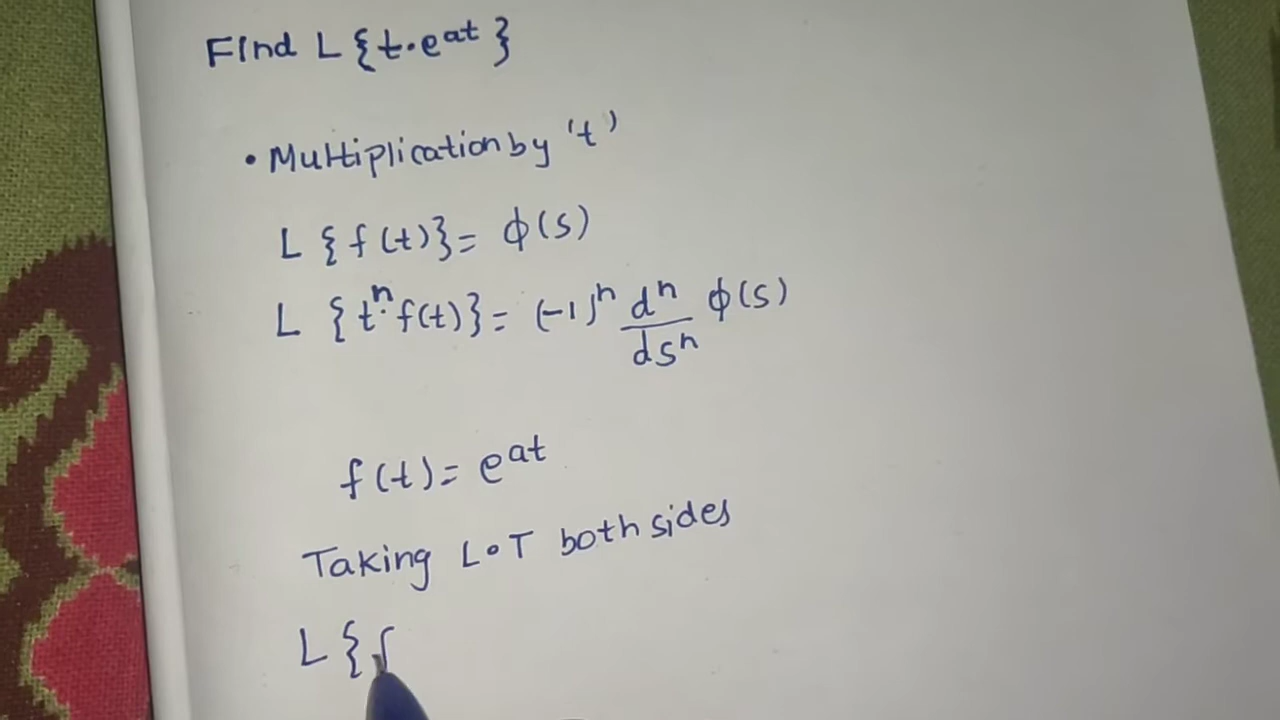 Find L{t·e^at}
• Multiplication by 't'
L {f(t)} = ϕ(s)
L {t^n·f(t)} = (-1)^n d^n/ds^n ϕ(s)
f(t) = e^at
Taking L•T both sides
L{f